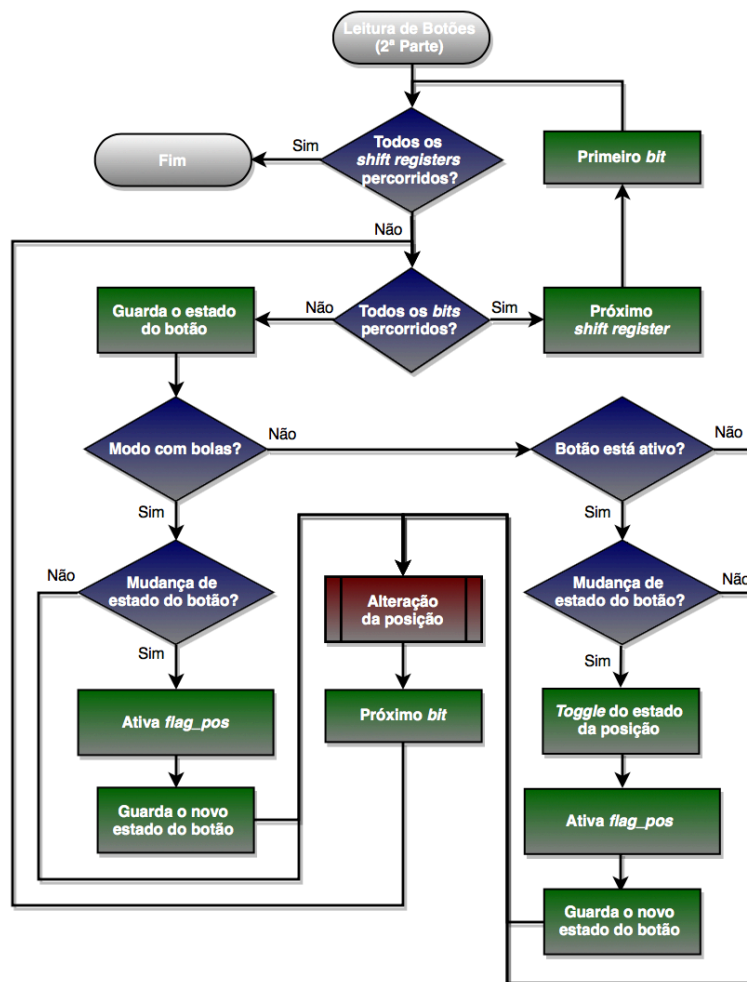 Leitura de Botões
(2ª Parte)
Todos os
shift registers
percorridos?
Sim
Fim
Primeiro bit
Não
Todos os bits
percorridos?
Não
Sim
Guarda o estado
do botão
Próximo
shift register
Modo com bolas?
Não
Botão está ativo?
Não
Sim
Sim
Mudança de
estado do botão?
Não
Alteração
da posição
Mudança de
estado do botão?
Não
Sim
Sim
Ativa flag_pos
Próximo bit
Toggle do estado
da posição
Guarda o novo
estado do botão
Ativa flag_pos
Guarda o novo
estado do botão